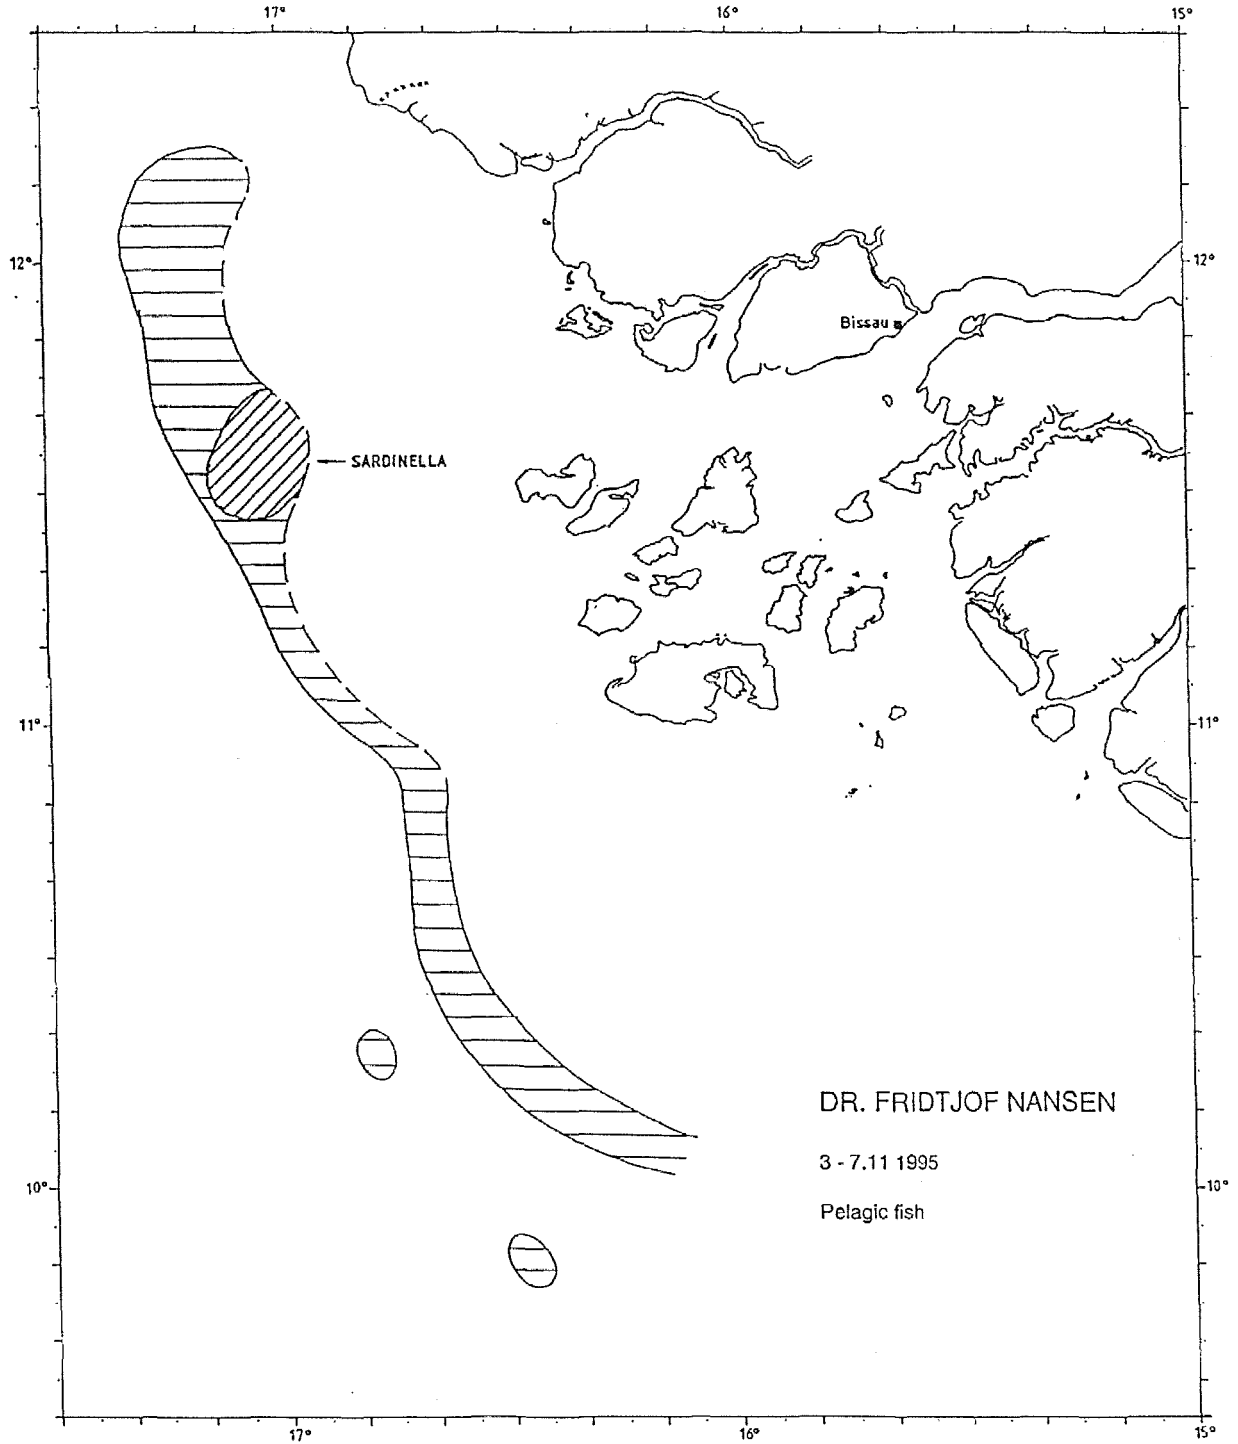 17° 16° 15°
12° 12°
Bissau
SARDINELLA
11° 11°
DR. FRIDTJOF NANSEN
3 - 7.11 1995
Pelagic fish
10° 10°
17° 16° 15°